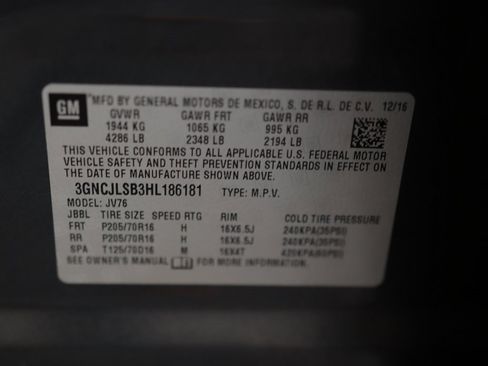 GM
MFD BY GENERAL MOTORS DE MEXICO, S. DE R.L. DE C.V. 12/16
GVWR GAWR FRT GAWR RR
1944 KG 1065 KG 995 KG
4286 LB 2348 LB 2194 LB
THIS VEHICLE CONFORMS TO ALL APPLICABLE U.S. FEDERAL MOTOR
VEHICLE SAFETY AND THEFT PREVENTION STANDARDS IN EFFECT ON
THE DATE OF MANUFACTURE SHOWN ABOVE.
3GNCJLSB3HL186181 TYPE: M.P.V.
MODEL: JV76
JBBL TIRE SIZE SPEED RTG RIM COLD TIRE PRESSURE
FRT P205/70R16 H 16X6.5J 240KPA(35PSI)
RR P205/70R16 H 16X6.5J 240KPA(35PSI)
SPA T125/70D16 M 16X4T 420KPA(60PSI)
SEE OWNER'S MANUAL FOR MORE INFORMATION.